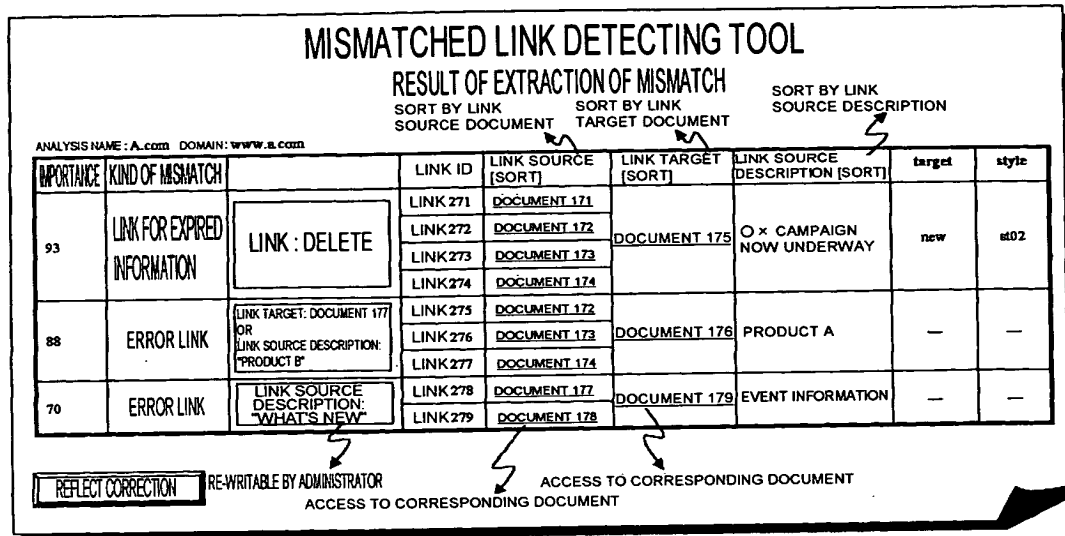 MISMATCHED LINK DETECTING TOOL
RESULT OF EXTRACTION OF MISMATCH
SORT BY LINK
SOURCE DOCUMENT
SORT BY LINK
TARGET DOCUMENT
SORT BY LINK
SOURCE DESCRIPTION
ANALYSIS NAME : A.com DOMAIN: www.a.com
IMPORTANCE
KIND OF MISMATCH
LINK ID
LINK SOURCE
[SORT]
LINK TARGET
[SORT]
LINK SOURCE
DESCRIPTION [SORT]
target
style
93
LINK FOR EXPIRED
INFORMATION
LINK : DELETE
LINK271 DOCUMENT 171
LINK272 DOCUMENT 172
LINK273 DOCUMENT 173
LINK274 DOCUMENT 174
DOCUMENT 175
O × CAMPAIGN
NOW UNDERWAY
new
st02
88
ERROR LINK
LINK TARGET: DOCUMENT 177
OR
LINK SOURCE DESCRIPTION:
"PRODUCT B"
LINK275 DOCUMENT 172
LINK276 DOCUMENT 173
LINK277 DOCUMENT 174
DOCUMENT 176
PRODUCT A
—
—
70
ERROR LINK
LINK SOURCE
DESCRIPTION:
"WHAT'S NEW"
LINK278 DOCUMENT 177
LINK279 DOCUMENT 178
DOCUMENT 179
EVENT INFORMATION
—
—
REFLECT CORRECTION
RE-WRITABLE BY ADMINISTRATOR
ACCESS TO CORRESPONDING DOCUMENT
ACCESS TO CORRESPONDING DOCUMENT